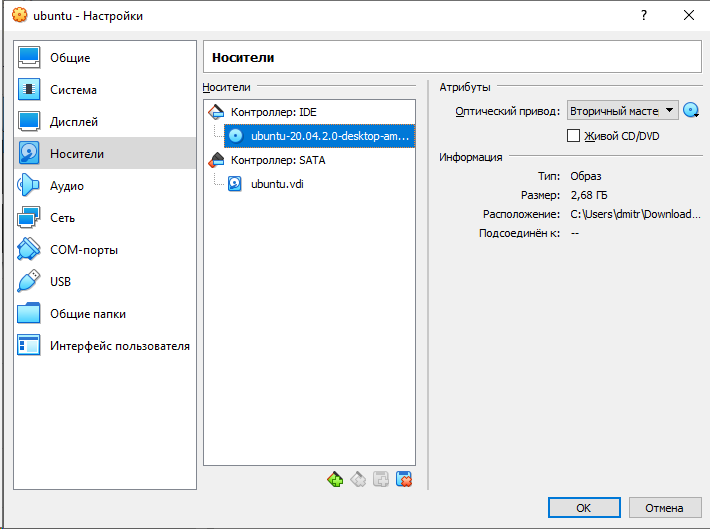 ubuntu - Настройки
?
Общие
Система
Дисплей
Носители
Аудио
Сеть
COM-порты
USB
Общие папки
Интерфейс пользователя
Носители
Носители
Контроллер: IDE
ubuntu-20.04.2.0-desktop-am...
Контроллер: SATA
ubuntu.vdi
Атрибуты
Оптический привод: Вторичный масте
Живой CD/DVD
Информация
Тип: Образ
Размер: 2,68 ГБ
Расположение: C:\Users\dmitr\Download...
Подсоединён к: --
OK
Отмена